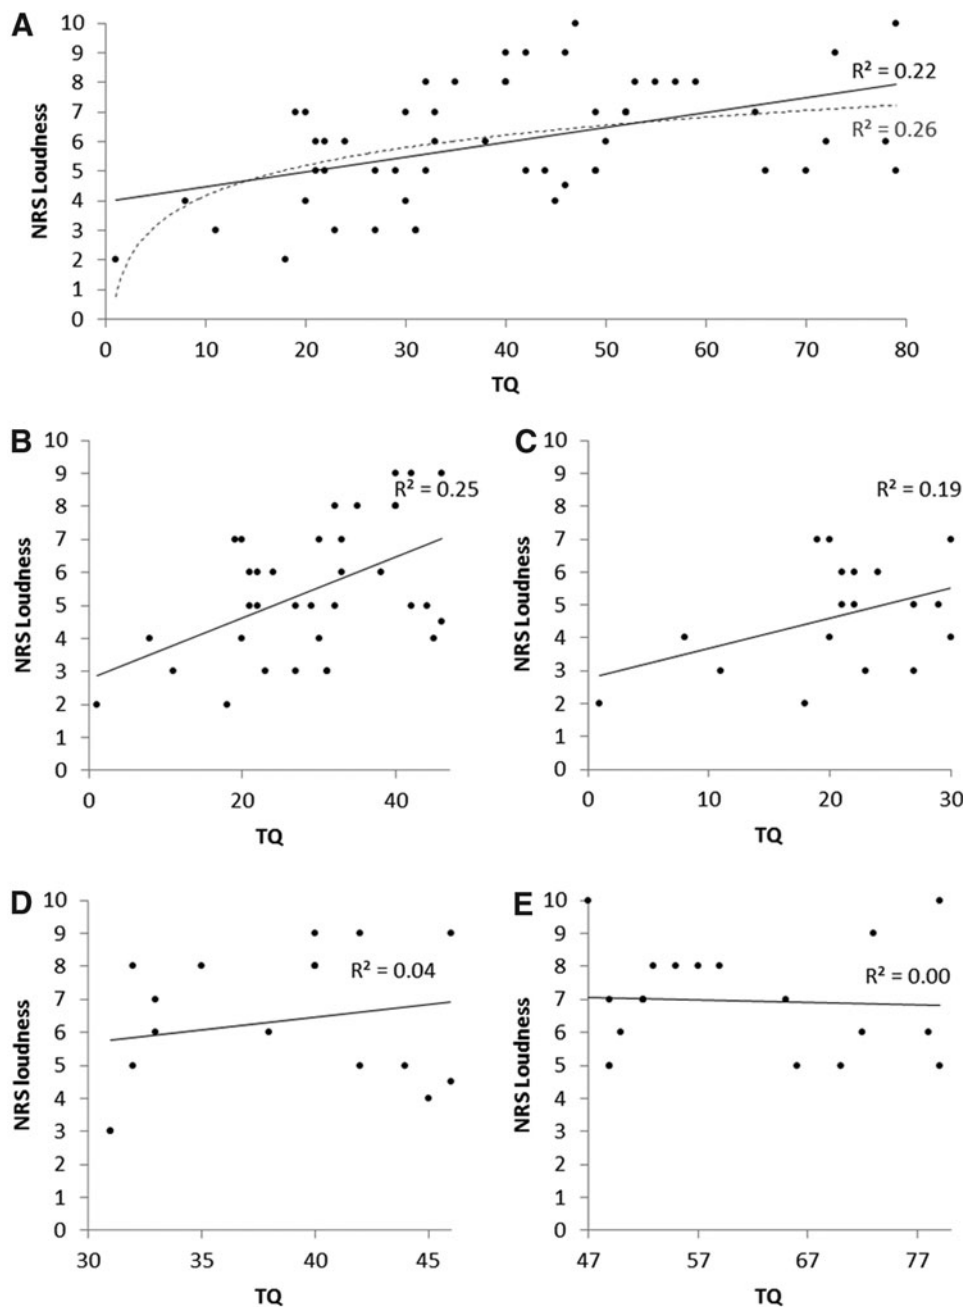 A
10
9
8
7
6
5
4
3
2
1
0
NRS Loudness
R² = 0.22
R² = 0.26
0 10 20 30 40 50 60 70 80
TQ
B
10
9
8
7
6
5
4
3
2
1
0
NRS Loudness
R² = 0.25
0 20 40
TQ
C
10
9
8
7
6
5
4
3
2
1
0
NRS Loudness
R² = 0.19
0 10 20 30
TQ
D
10
9
8
7
6
5
4
3
2
1
0
NRS loudness
R² = 0.04
30 35 40 45
TQ
E
10
9
8
7
6
5
4
3
2
1
0
NRS Loudness
R² = 0.00
47 57 67 77
TQ